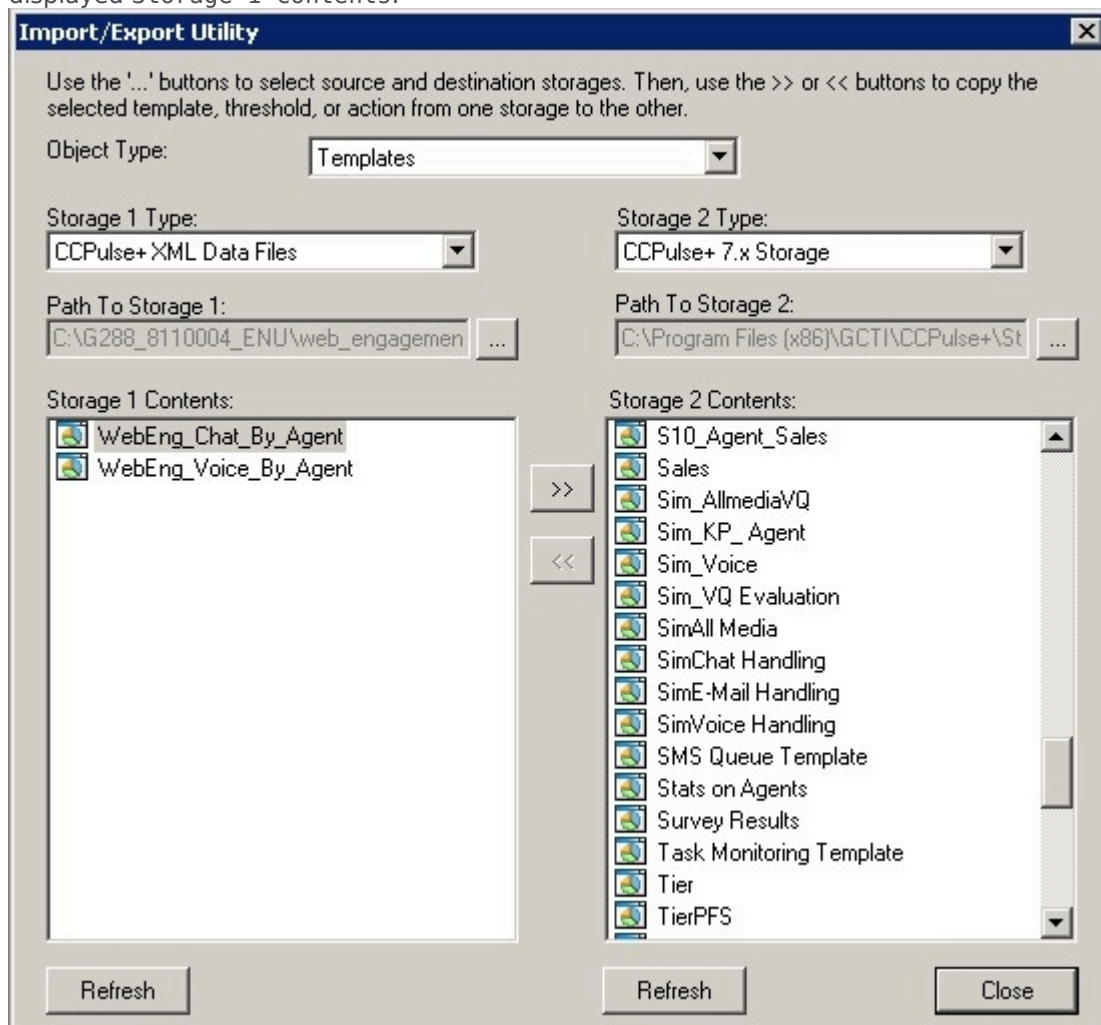 displayed Storage 1 contents.
Import/Export Utility
Use the '...' buttons to select source and destination storages. Then, use the >> or << buttons to copy the
selected template, threshold, or action from one storage to the other.
Object Type:
Templates
Storage 1 Type:
CCPulse+ XML Data Files
Storage 2 Type:
CCPulse+ 7.x Storage
Path To Storage 1:
C:\G288_8110004_ENU\web_engagemen
...
Path To Storage 2:
C:\Program Files (x86)\GCTI\CCPulse+\St
...
Storage 1 Contents:
WebEng_Chat_By_Agent
WebEng_Voice_By_Agent
>>
<<
Storage 2 Contents:
S10_Agent_Sales
Sales
Sim_AllmediaVQ
Sim_KP_ Agent
Sim_Voice
Sim_VQ Evaluation
SimAll Media
SimChat Handling
SimE-Mail Handling
SimVoice Handling
SMS Queue Template
Stats on Agents
Survey Results
Task Monitoring Template
Tier
TierPFS
Refresh
Refresh
Close